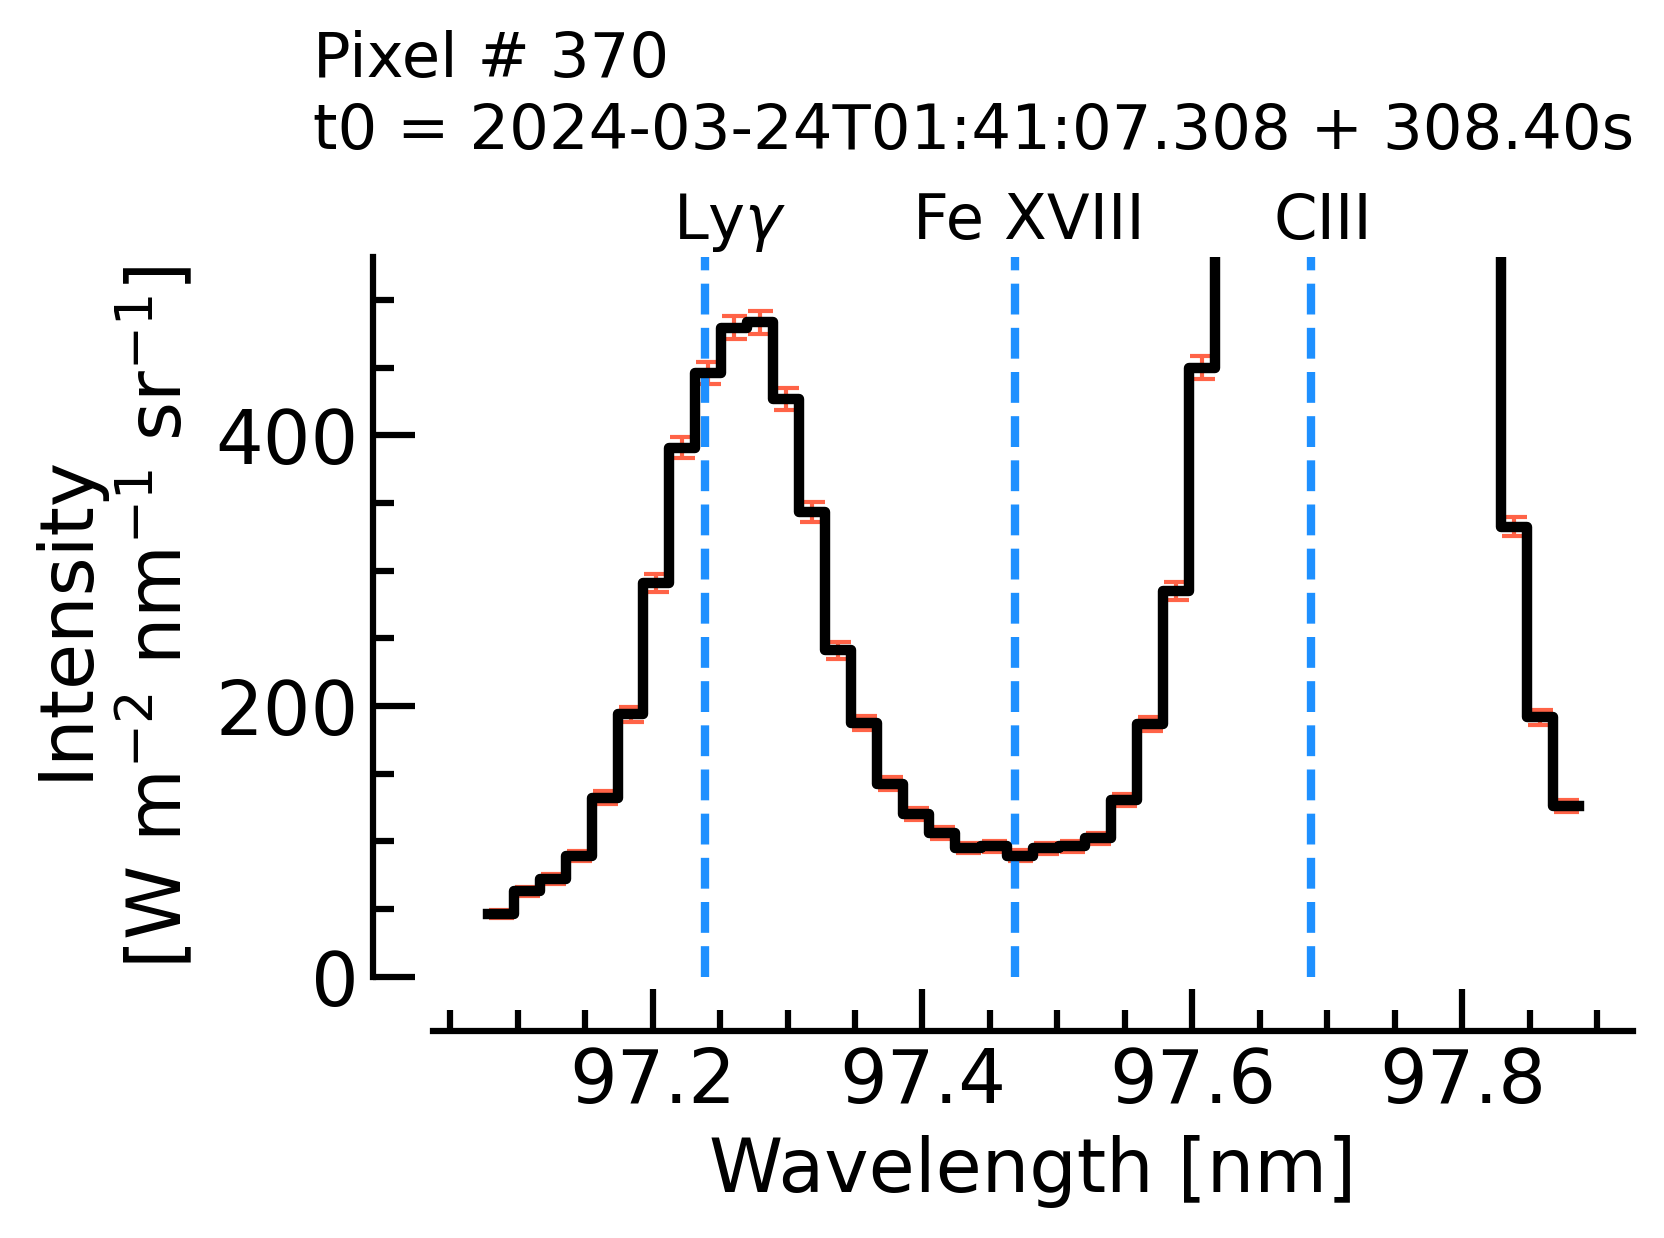 Pixel # 370
t0 = 2024-03-24T01:41:07.308 + 308.40s
Lyγ Fe XVIII CIII
Intensity
[W m⁻² nm⁻¹ sr⁻¹]
400
200
0
97.2 97.4 97.6 97.8
Wavelength [nm]